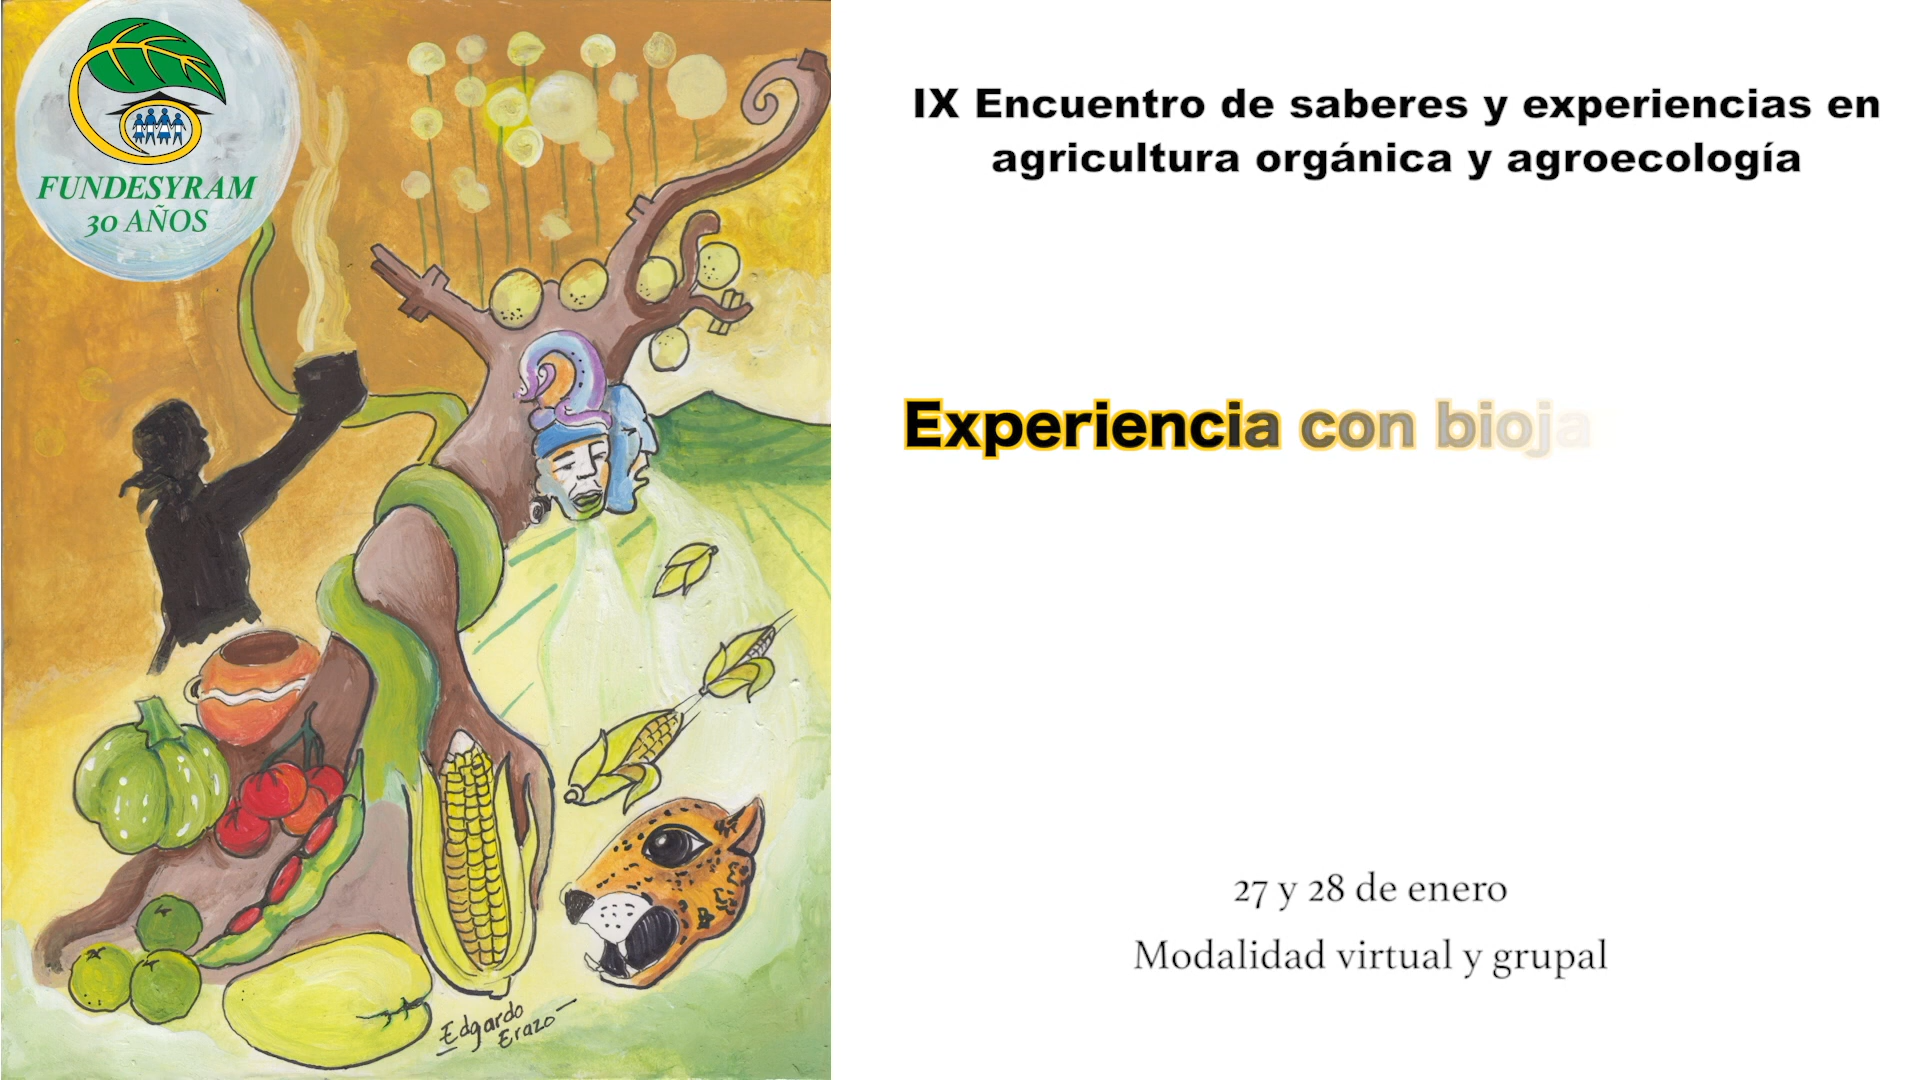 FUNDESYRAM
30 AÑOS
IX Encuentro de saberes y experiencias en
agricultura orgánica y agroecología
Experiencia con bioja
27 y 28 de enero
Modalidad virtual y grupal
Edgardo
Erazo